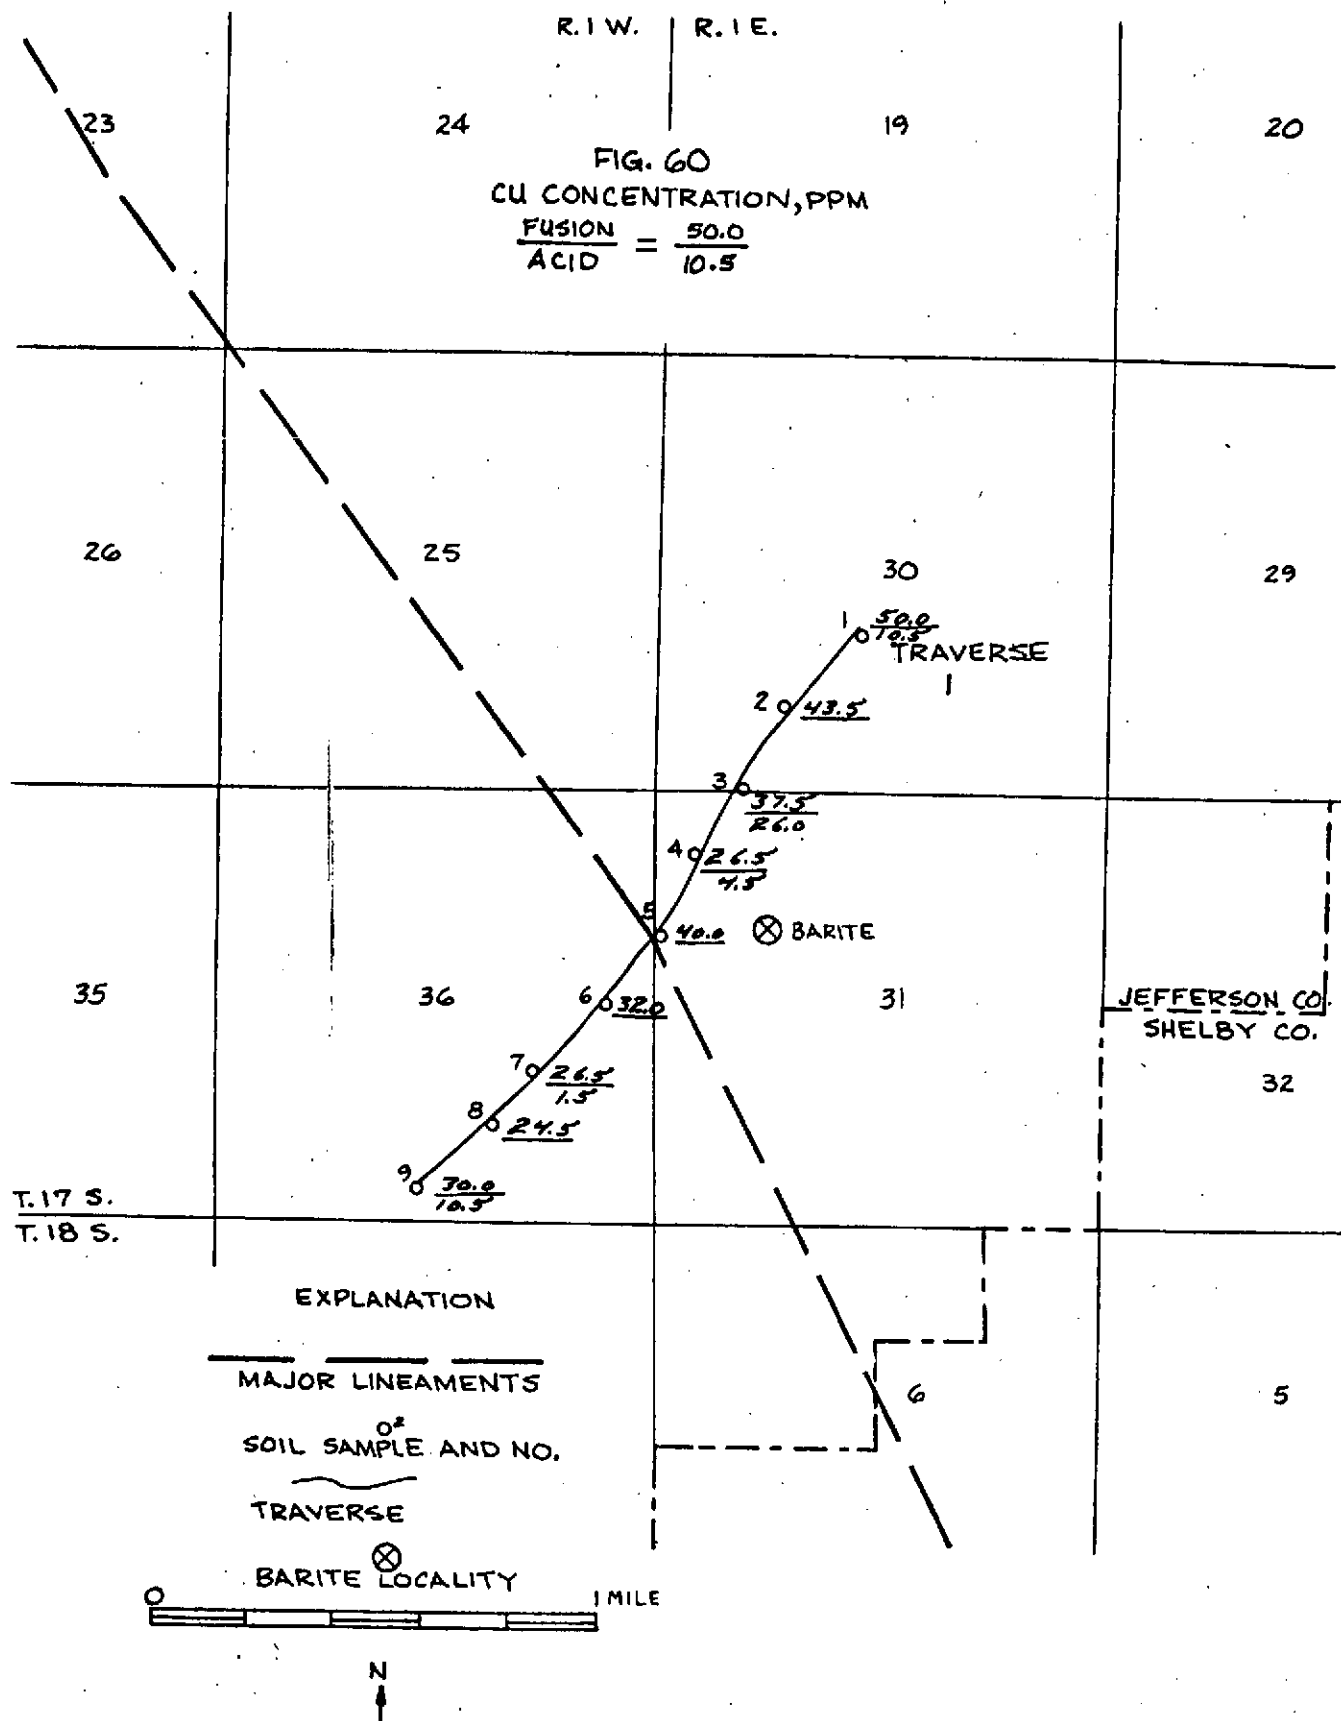 R.1 W. R.1 E.
23 24 19 20
FIG. 60
CU CONCENTRATION, PPM
FUSION / ACID = 50.0 / 10.5
26 25 30 29
1 50.0 / 10.5
TRAVERSE
1
2 43.5
3 37.5 / 26.0
4 26.5 / 4.5
5 40.0 BARITE
35 36 31
6 32.0
JEFFERSON CO.
SHELBY CO.
32
7 26.5 / 1.5
8 24.5
9 30.0 / 10.5
T.17 S.
T.18 S.
EXPLANATION
MAJOR LINEAMENTS
2
SOIL SAMPLE AND NO.
TRAVERSE
BARITE LOCALITY
6 5
0 1 MILE
N